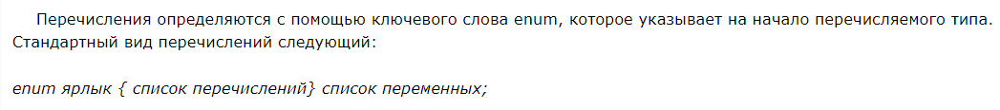 Перечисления определяются с помощью ключевого слова enum, которое указывает на начало перечисляемого типа.
Стандартный вид перечислений следующий:
enum ярлык { список перечислений} список переменных;